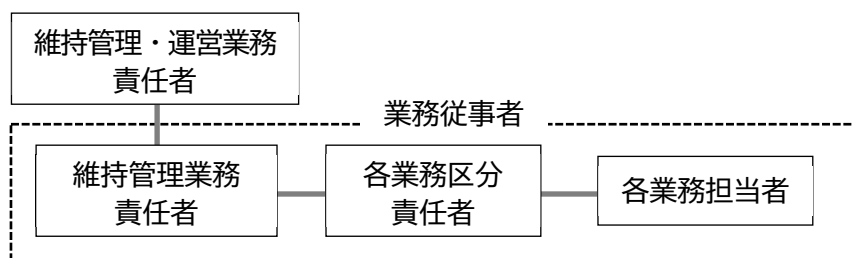 維持管理・運営業務
責任者
業務従事者
維持管理業務
責任者
各業務区分
責任者
各業務担当者